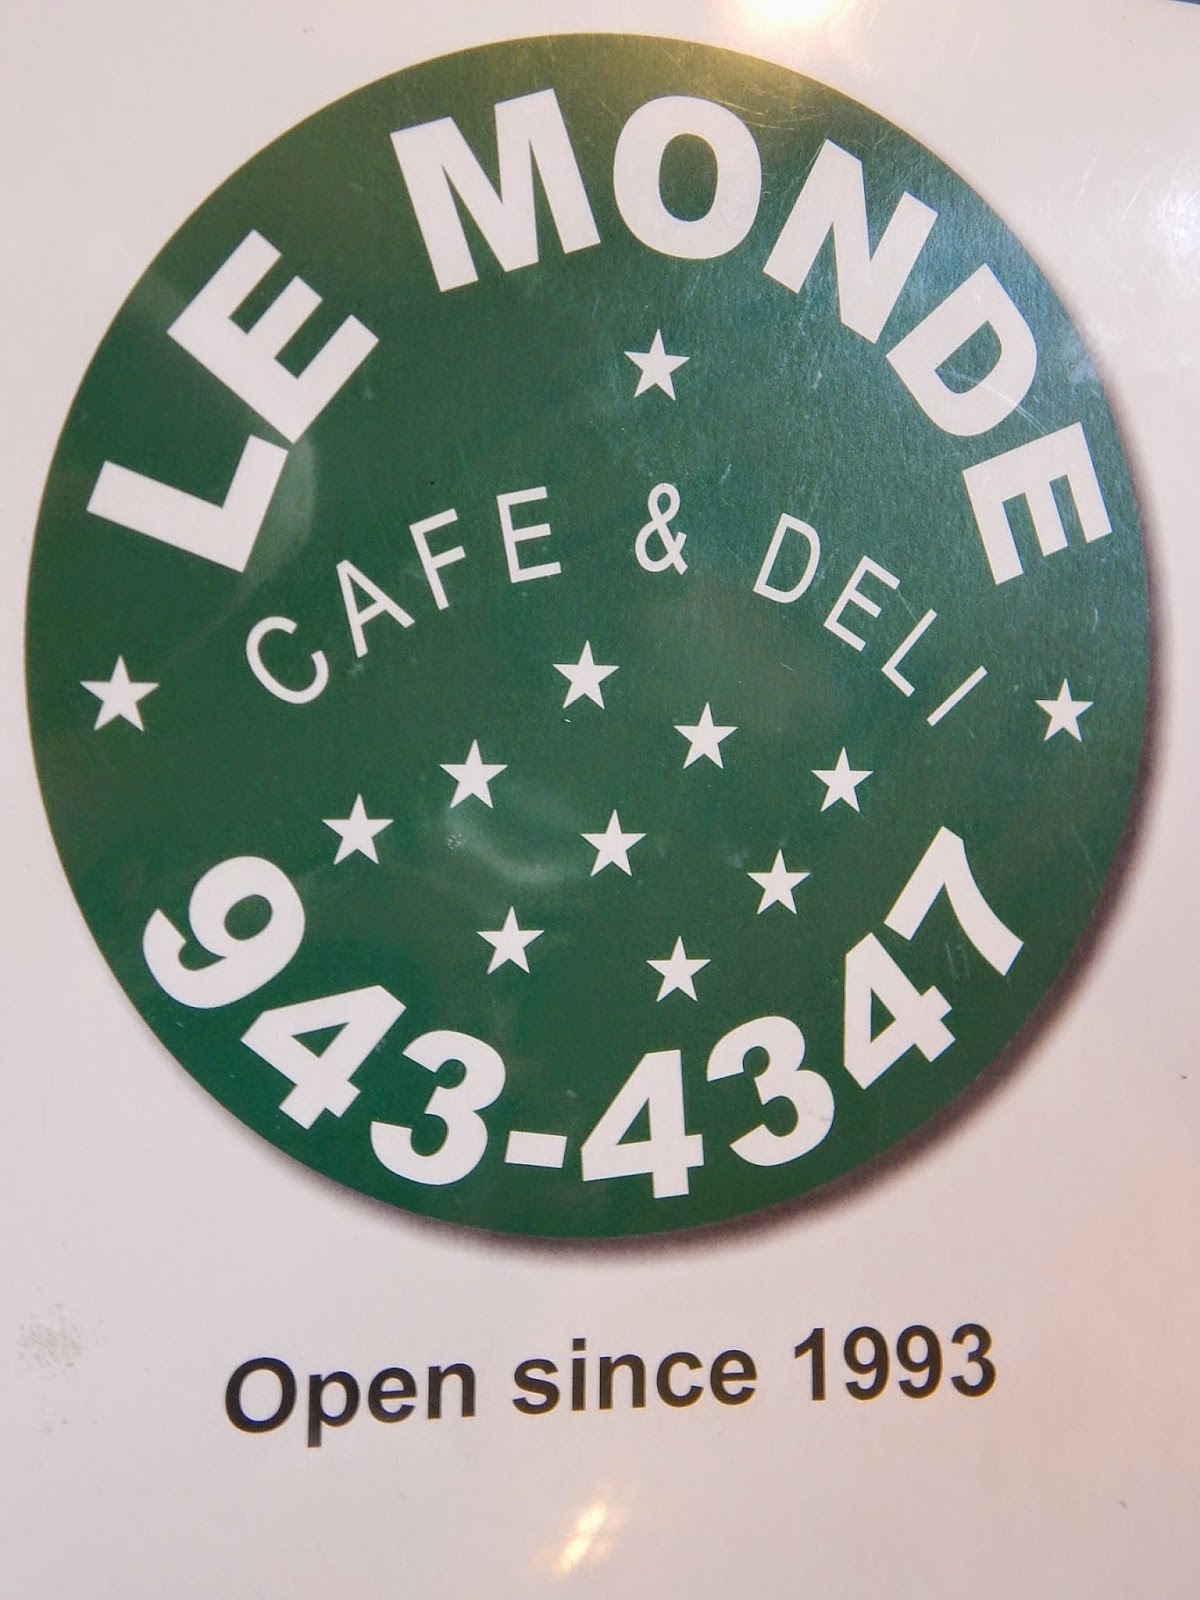 LE MONDE
CAFE & DELI
943-4347
Open since 1993